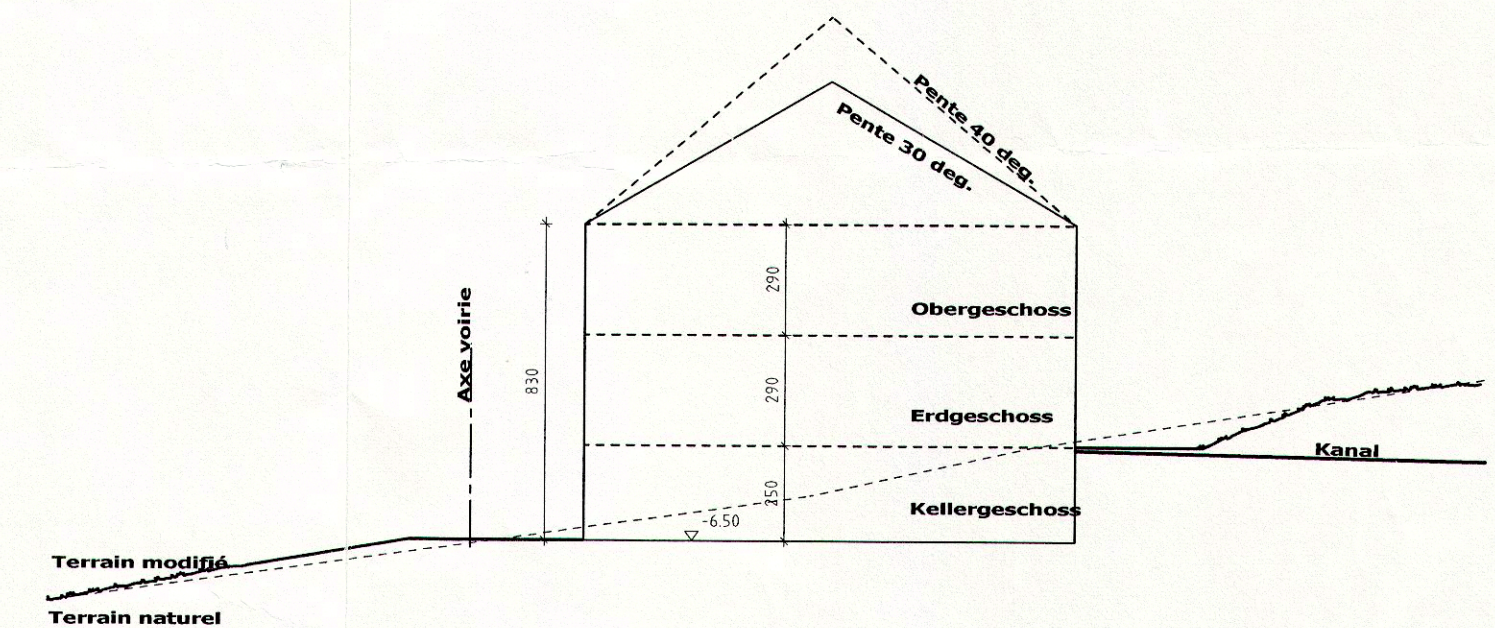 Pente 40 deg.
Pente 30 deg.
290
Obergeschoss
Axe voirie
830
290
Erdgeschoss
Kanal
250
Kellergeschoss
-6.50
Terrain modifié
Terrain naturel